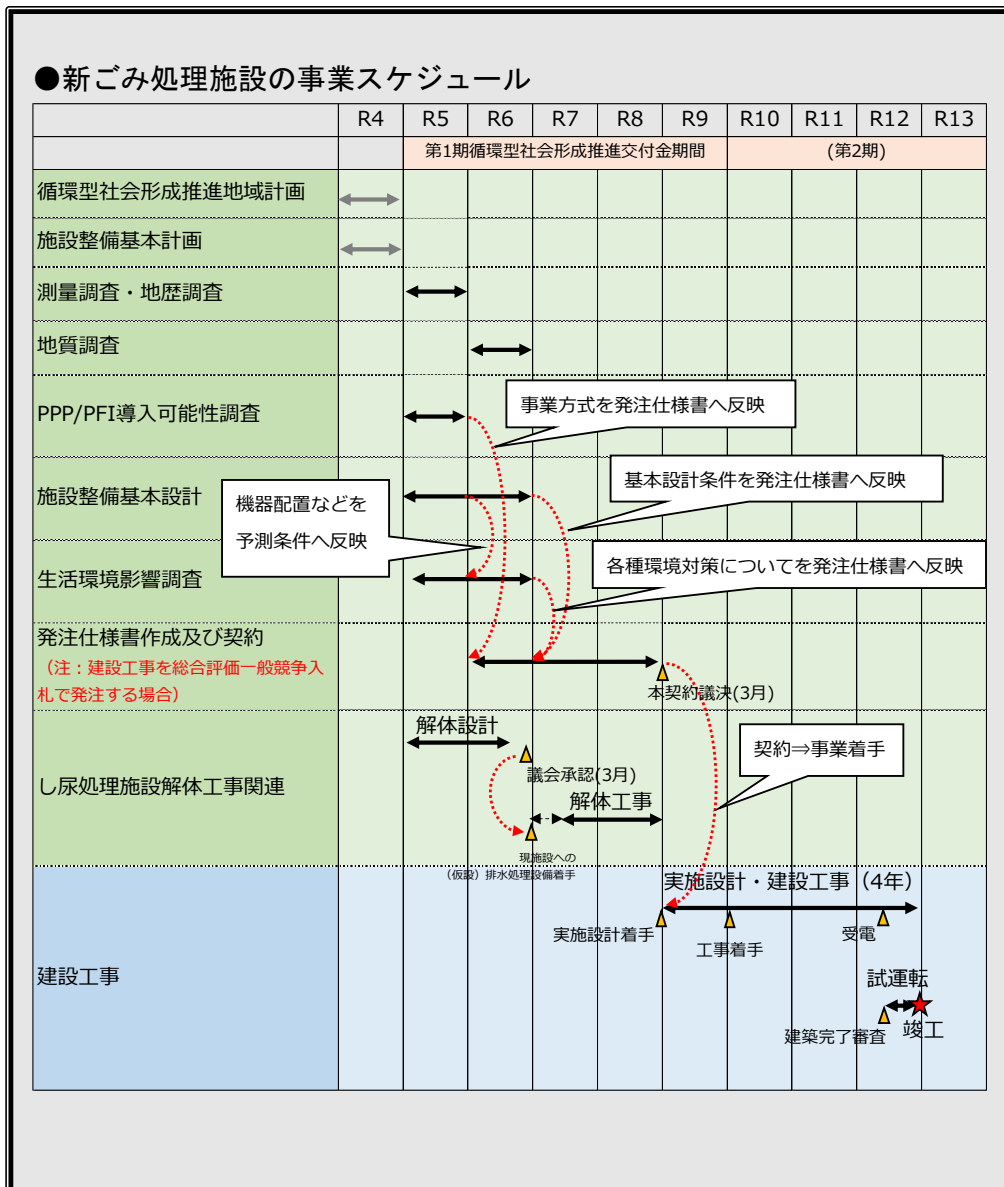 ●新ごみ処理施設の事業スケジュール
R4 R5 R6 R7 R8 R9 R10 R11 R12 R13
第1期循環型社会形成推進交付金期間 (第2期)
循環型社会形成推進地域計画
施設整備基本計画
測量調査・地歴調査
地質調査
PPP/PFI導入可能性調査
事業方式を発注仕様書へ反映
施設整備基本設計
機器配置などを
予測条件へ反映
基本設計条件を発注仕様書へ反映
生活環境影響調査
各種環境対策についてを発注仕様書へ反映
発注仕様書作成及び契約
(注：建設工事を総合評価一般競争入
札で発注する場合）
本契約議決(3月)
し尿処理施設解体工事関連
解体設計
議会承認(3月)
解体工事
現施設への
（仮設）排水処理設備着手
契約⇒事業着手
建設工事
実施設計・建設工事（4年）
実施設計着手
工事着手
受電
試運転
建築完了審査
竣工